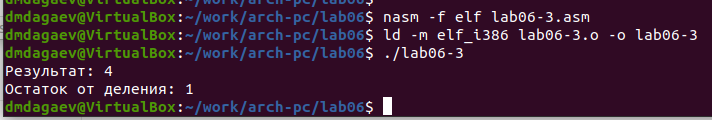 dmdagaev@VirtualBox:~/work/arch-pc/lab06$ nasm -f elf lab06-3.asm
dmdagaev@VirtualBox:~/work/arch-pc/lab06$ ld -m elf_i386 lab06-3.o -o lab06-3
dmdagaev@VirtualBox:~/work/arch-pc/lab06$ ./lab06-3
Результат: 4
Остаток от деления: 1
dmdagaev@VirtualBox:~/work/arch-pc/lab06$